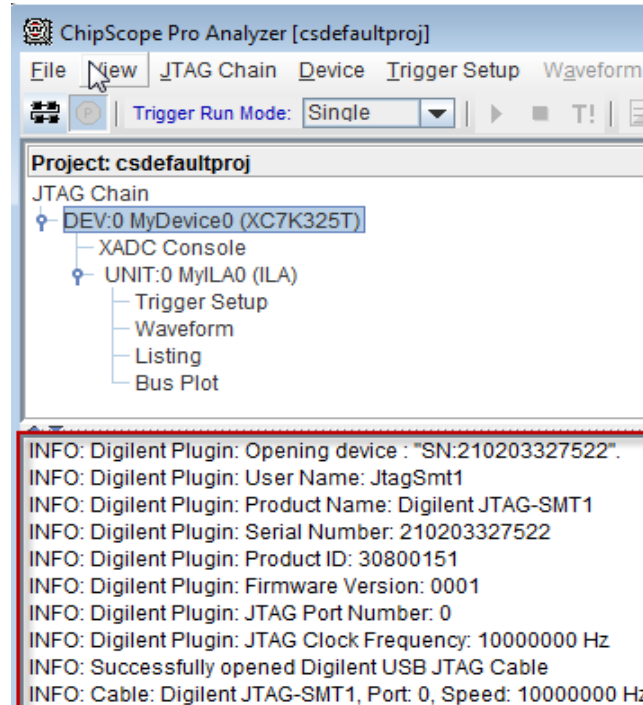 ChipScope Pro Analyzer [csdefaultproj]
File View JTAG Chain Device Trigger Setup Waveform
P Trigger Run Mode: Single T!
Project: csdefaultproj
JTAG Chain
DEV:0 MyDevice0 (XC7K325T)
XADC Console
UNIT:0 MyILA0 (ILA)
Trigger Setup
Waveform
Listing
Bus Plot
INFO: Digilent Plugin: Opening device : "SN:210203327522".
INFO: Digilent Plugin: User Name: JtagSmt1
INFO: Digilent Plugin: Product Name: Digilent JTAG-SMT1
INFO: Digilent Plugin: Serial Number: 210203327522
INFO: Digilent Plugin: Product ID: 30800151
INFO: Digilent Plugin: Firmware Version: 0001
INFO: Digilent Plugin: JTAG Port Number: 0
INFO: Digilent Plugin: JTAG Clock Frequency: 10000000 Hz
INFO: Successfully opened Digilent USB JTAG Cable
INFO: Cable: Digilent JTAG-SMT1, Port: 0, Speed: 10000000 Hz